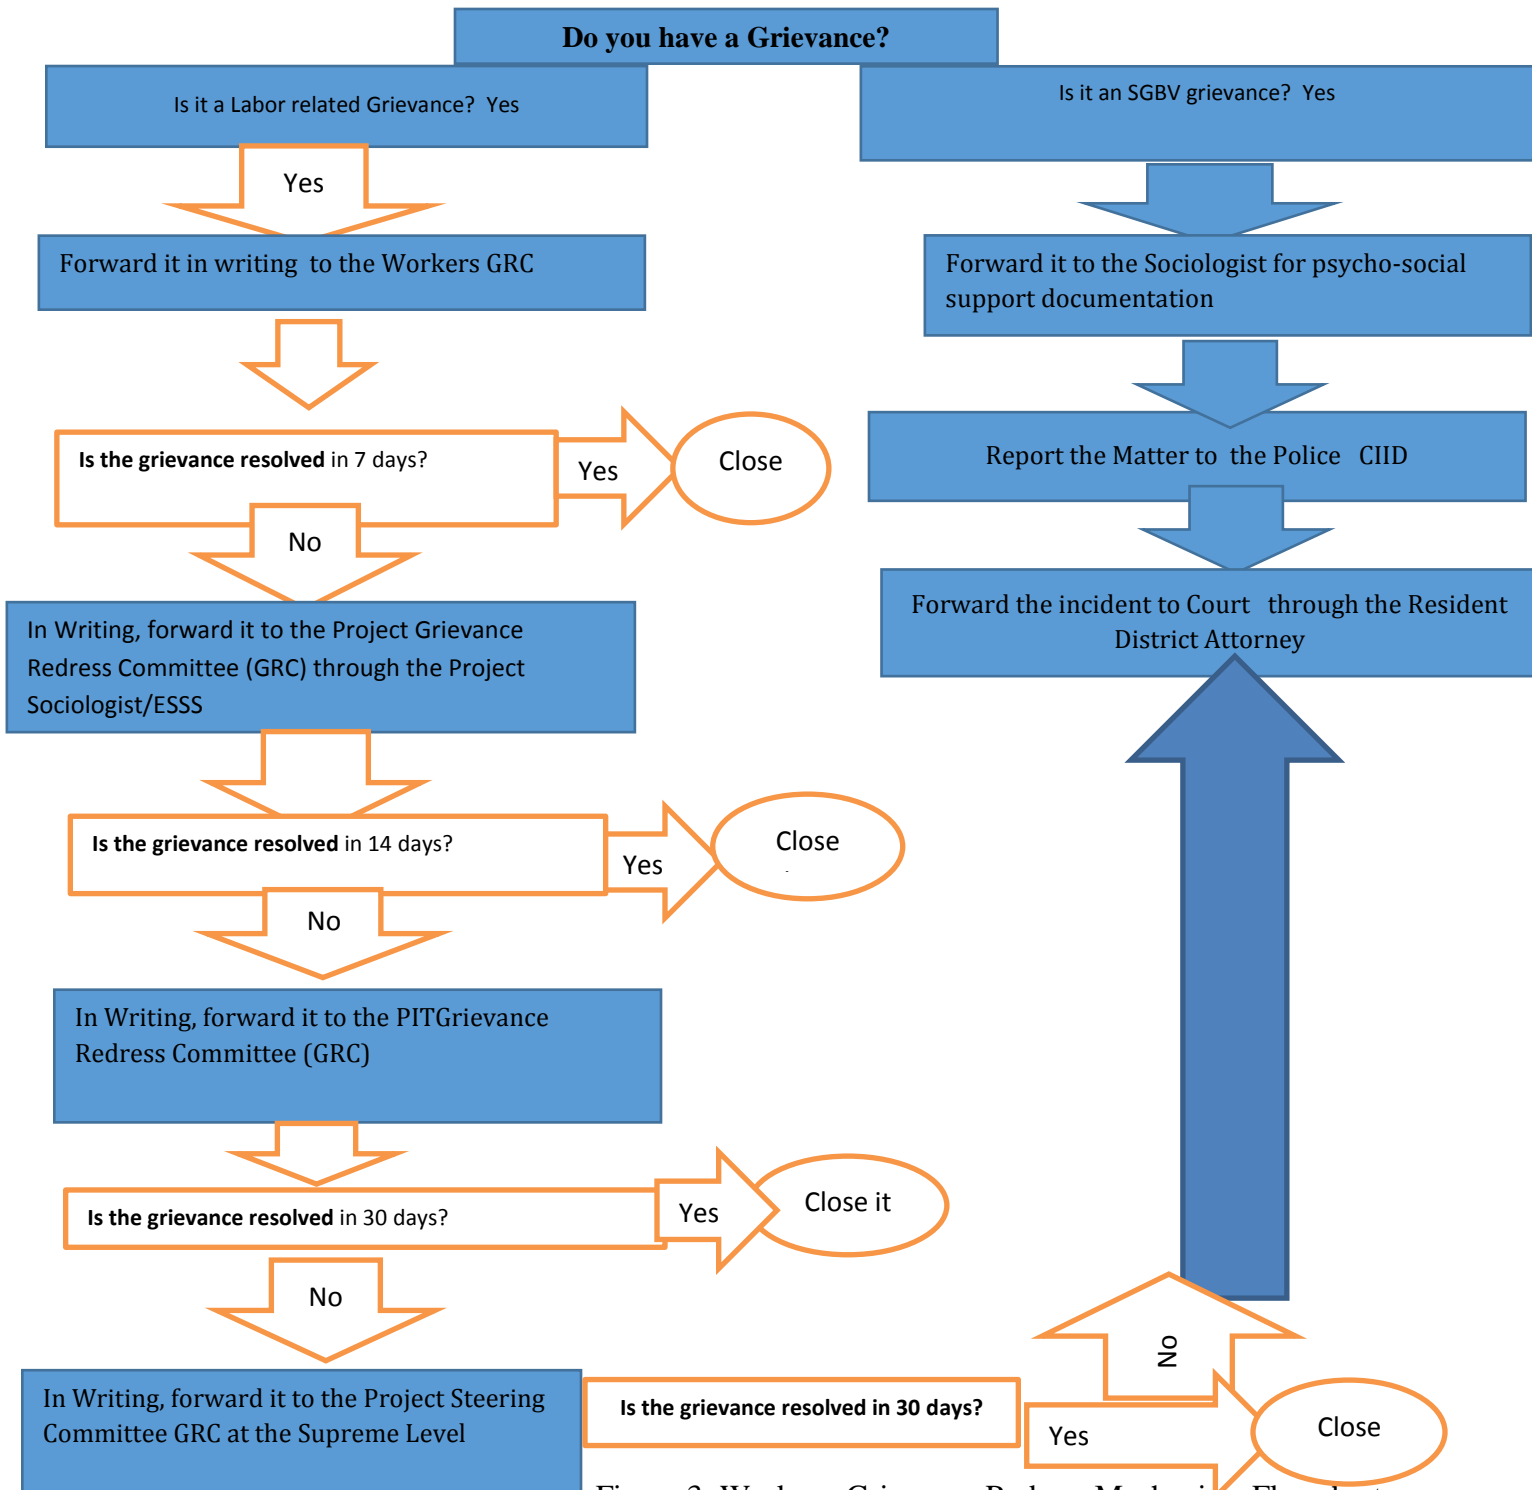 Do you have a Grievance?
Is it a Labor related Grievance? Yes
Is it an SGBV grievance? Yes
Yes
Forward it in writing to the Workers GRC
Forward it to the Sociologist for psycho-social
support documentation
Is the grievance resolved in 7 days?
Yes
Close
Report the Matter to the Police CIID
No
Forward the incident to Court through the Resident
District Attorney
In Writing, forward it to the Project Grievance
Redress Committee (GRC) through the Project
Sociologist/ESSS
Is the grievance resolved in 14 days?
Yes
Close
No
In Writing, forward it to the PITGrievance
Redress Committee (GRC)
Is the grievance resolved in 30 days?
Yes
Close it
No
No
In Writing, forward it to the Project Steering
Committee GRC at the Supreme Level
Is the grievance resolved in 30 days?
Yes
Close